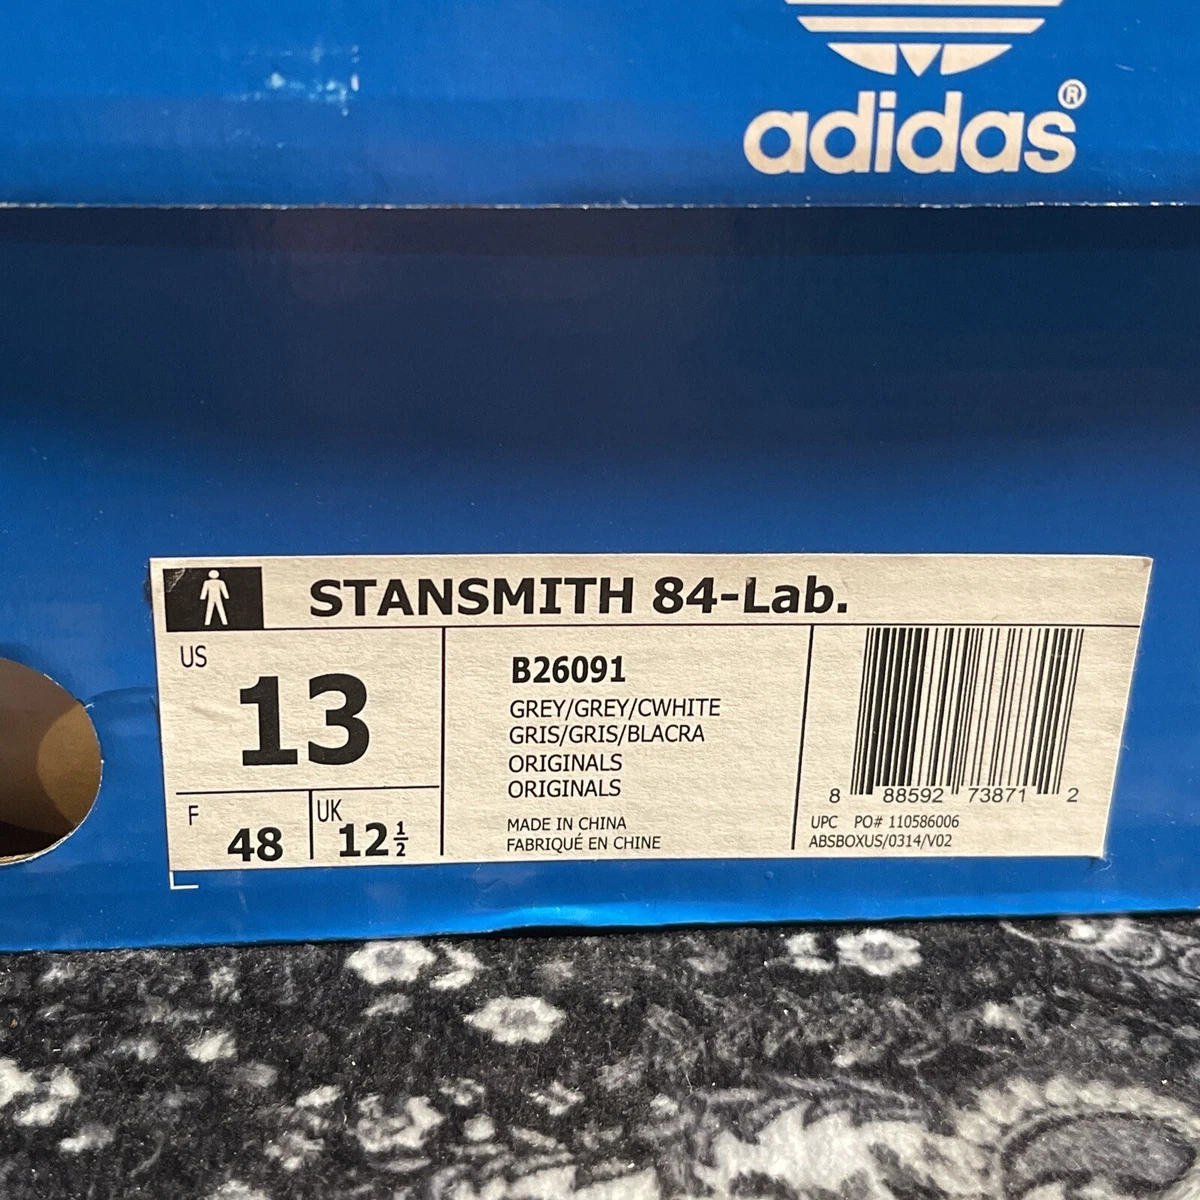 adidas®
STANSMITH 84-Lab.
US
13
F
48
UK
12 1/2
B26091
GREY/GREY/CWHITE
GRIS/GRIS/BLACRA
ORIGINALS
ORIGINALS
MADE IN CHINA
FABRIQUÉ EN CHINE
8 88592 73871 2
UPC PO# 110586006
ABSBOXUS/0314/V02